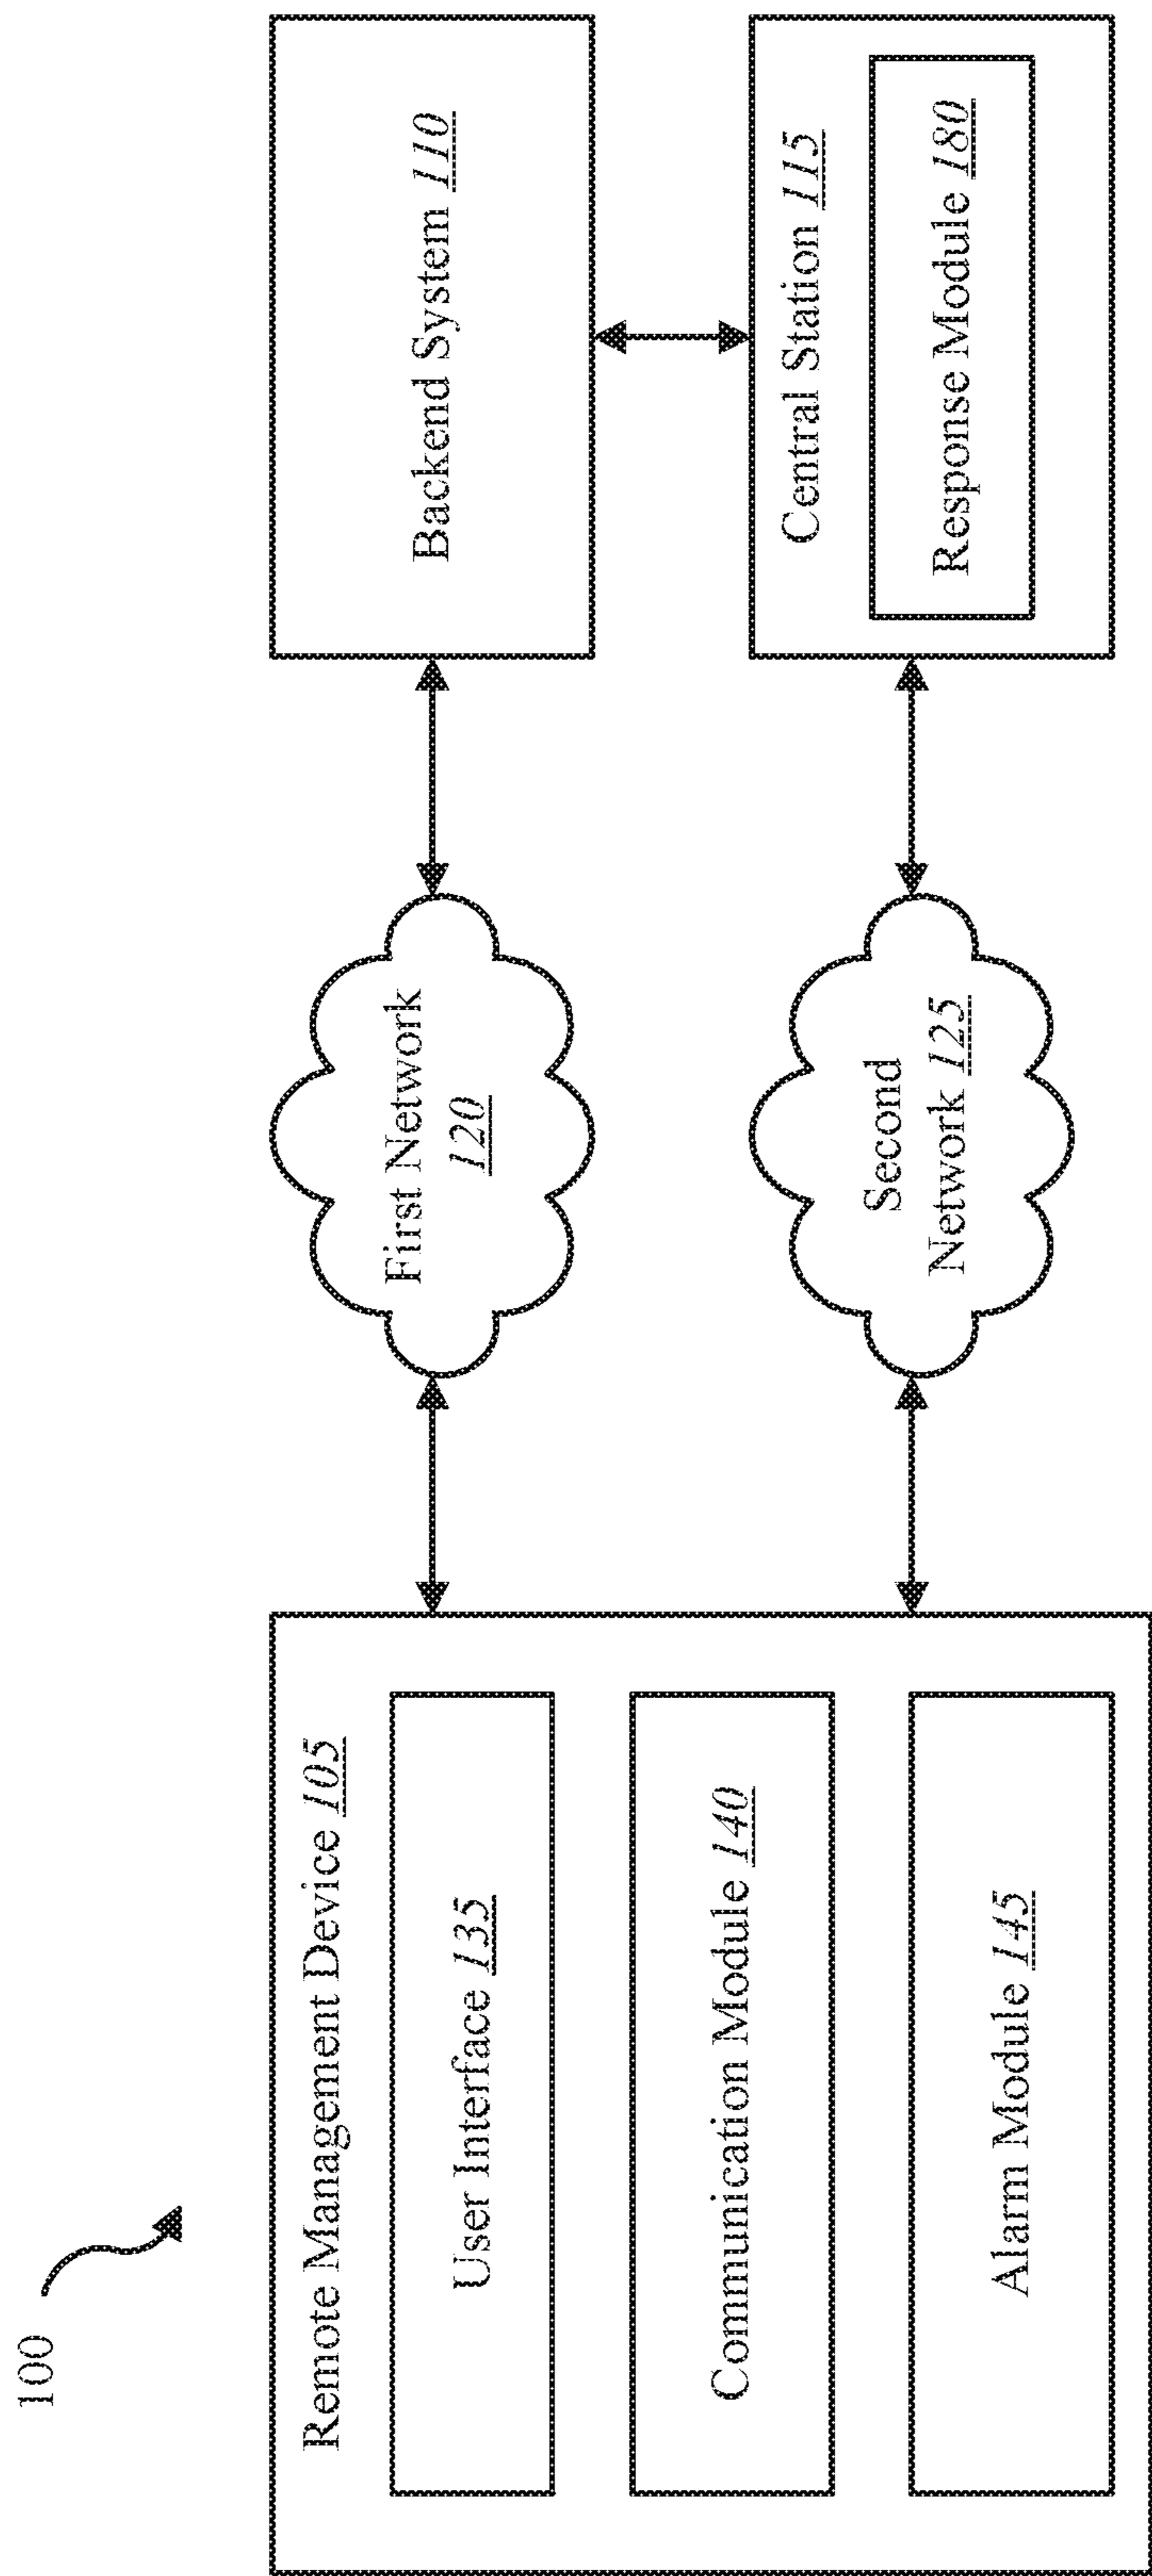 100
Remote Management Device 105
User Interface 135
Communication Module 140
Alarm Module 145
First Network
120
Second
Network 125
Backend System 110
Central Station 115
Response Module 180